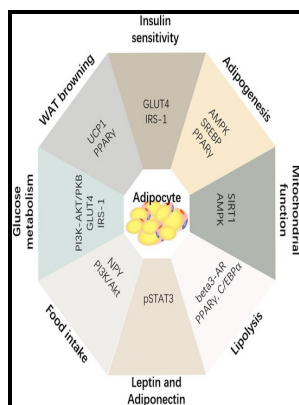 Insulin
sensitivity
GLUT4
IRS-1
Adipogenesis
AMPK
SREBP
PPARγ
Mitochondrial
function
SIRT1
AMPK
Lipolysis
beta3-AR
PPARγ, C/EBPα
Leptin and
Adiponectin
pSTAT3
Food intake
NPY
PI3K/Akt
Glucose
metabolism
PI3K-AKT/PKB
GLUT4
IRS-1
WAT browning
UCP1
PPARγ
Adipocyte